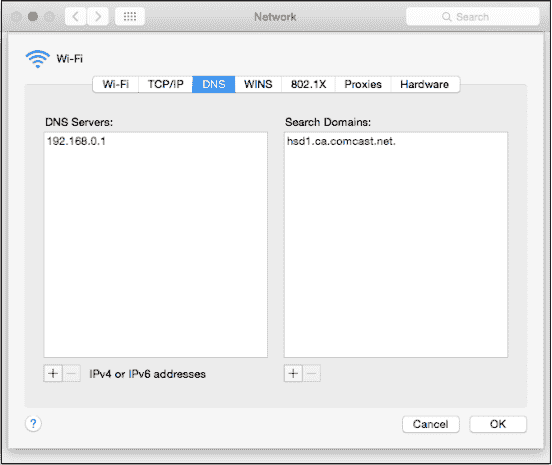 Network
Search
Wi-Fi
Wi-Fi TCP/IP DNS WINS 802.1X Proxies Hardware
DNS Servers: Search Domains:
192.168.0.1 hsd1.ca.comcast.net.
+ − IPv4 or IPv6 addresses + −
? Cancel OK